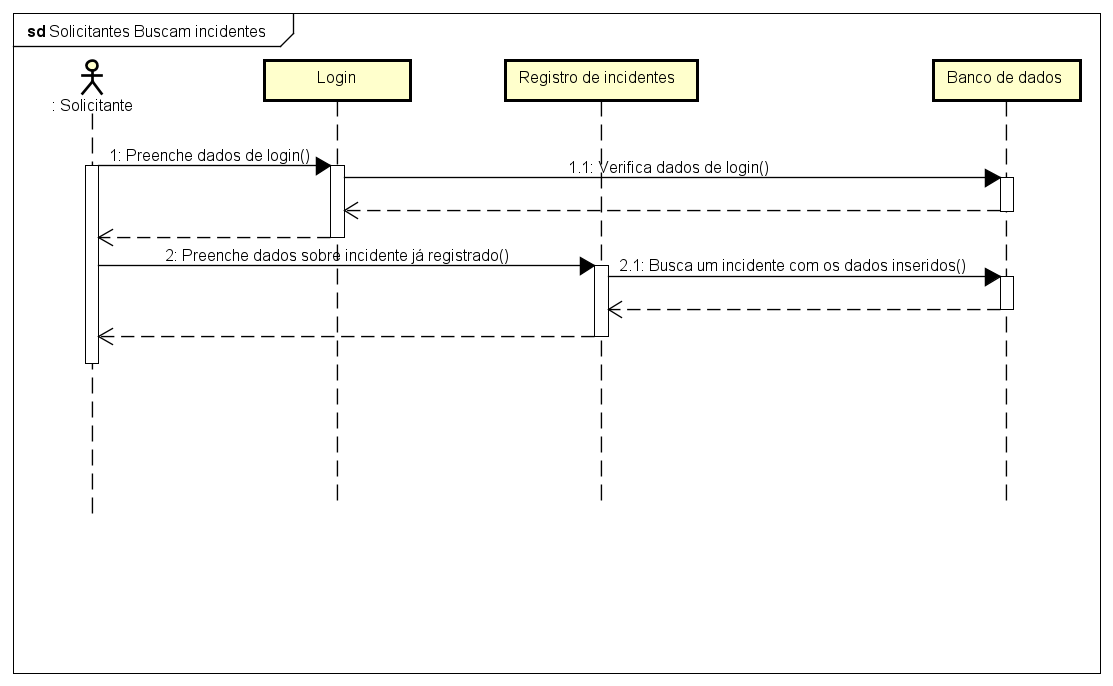 sd Solicitantes Buscam incidentes
: Solicitante
Login
Registro de incidentes
Banco de dados
1: Preenche dados de login()
1.1: Verifica dados de login()
2: Preenche dados sobre incidente já registrado()
2.1: Busca um incidente com os dados inseridos()